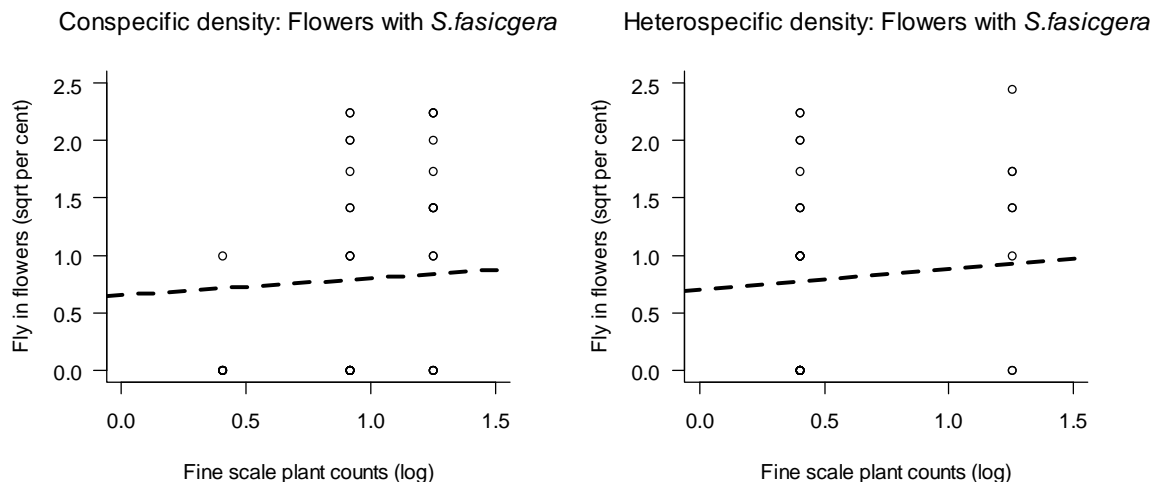 Conspecific density: Flowers with S.fasicgera
Fly in flowers (sqrt per cent)
2.5
2.0
1.5
1.0
0.5
0.0
0.0 0.5 1.0 1.5
Fine scale plant counts (log)
Heterospecific density: Flowers with S.fasicgera
Fly in flowers (sqrt per cent)
2.5
2.0
1.5
1.0
0.5
0.0
0.0 0.5 1.0 1.5
Fine scale plant counts (log)